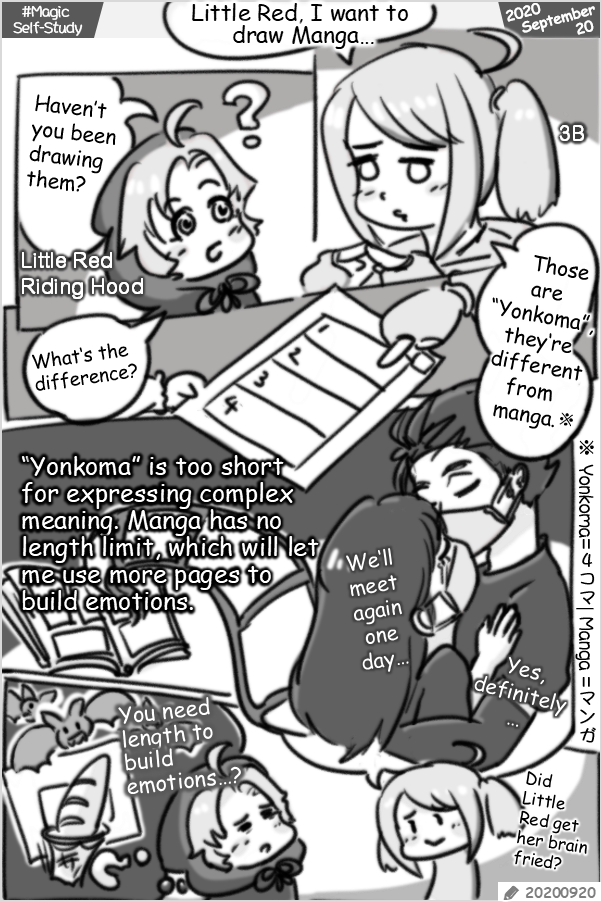 #Magic
Self-Study
Little Red, I want to
draw Manga...
2020
September
20
Haven't
you been
drawing
them?
?
3B
Little Red
Riding Hood
Those
are
"Yonkoma",
they're
different
from
manga.※
What's the
difference?
1
2
3
4
※ Yonkoma=4コマ| Manga=マンガ
"Yonkoma" is too short
for expressing complex
meaning. Manga has no
length limit, which will let
me use more pages to
build emotions.
We'll
meet
again
one
day...
Yes,
definitely
...
You need
length to
build
emotions...?
?
Did
Little
Red get
her brain
fried?
20200920